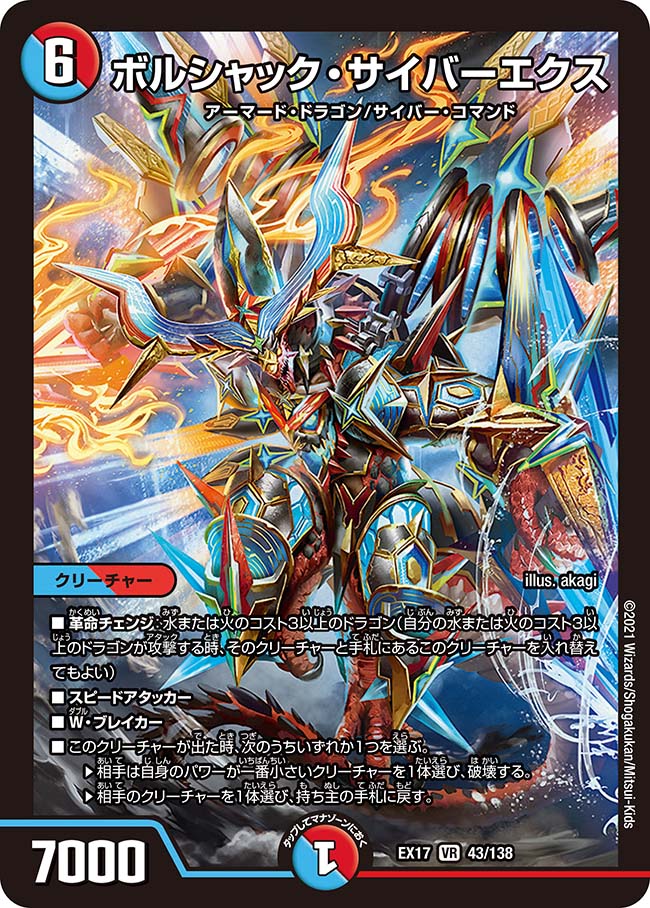 6
ボルシャック・サイバーエクス
アーマード・ドラゴン/サイバー・コマンド
クリーチャー
illus. akagi
■革命チェンジ:水または火のコスト3以上のドラゴン(自分の水または火のコスト3以
上のドラゴンが攻撃する時、そのクリーチャーと手札にあるこのクリーチャーを入れ替え
てもよい)
■スピードアタッカー
■W・ブレイカー
■このクリーチャーが出た時、次のうちいずれか1つを選ぶ。
▶相手は自身のパワーが一番小さいクリーチャーを1体選び、破壊する。
▶相手のクリーチャーを1体選び、持ち主の手札に戻す。
©2021 Wizards/Shogakukan/Mitsui-Kids
タップしてマナゾーンにおく
7000
1
EX17 VR 43/138